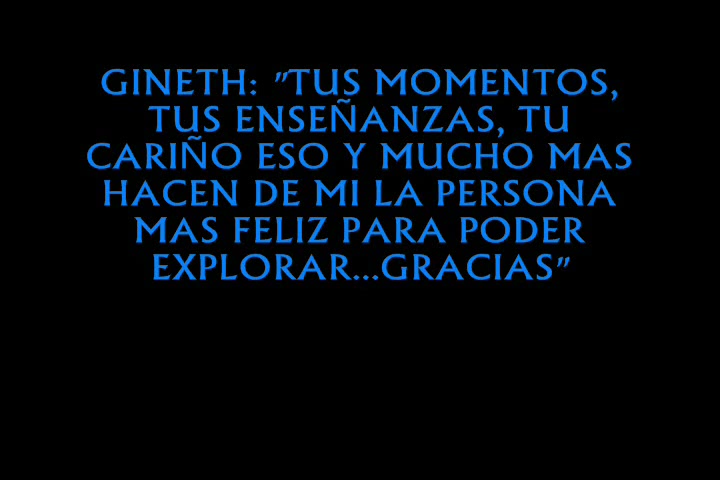 GINETH: "TUS MOMENTOS,
TUS ENSEÑANZAS, TU
CARIÑO ESO Y MUCHO MAS
HACEN DE MI LA PERSONA
MAS FELIZ PARA PODER
EXPLORAR...GRACIAS"